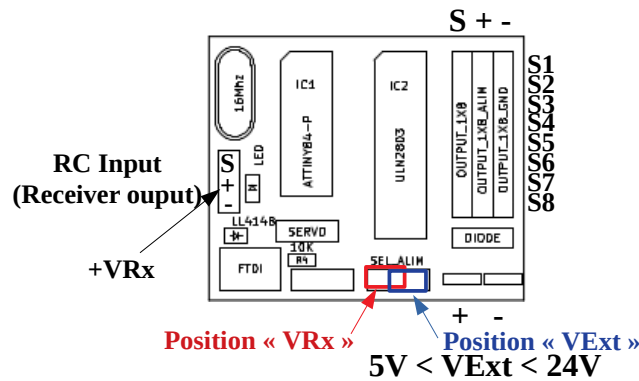 S + -
S1
S2
S3
S4
S5
S6
S7
S8
16Mhz
IC1
ATTINY84-P
IC2
ULN2803
OUTPUT_1X8
OUTPUT_1X8_ALIM
OUTPUT_1X8_GND
LED
RC Input
(Receiver ouput)
S
+
-
LL4148
SERVO
DIODE
+VRx
FTDI
10K
R4
SEL_ALIM
+ -
Position « VRx »
Position « VExt »
5V < VExt < 24V